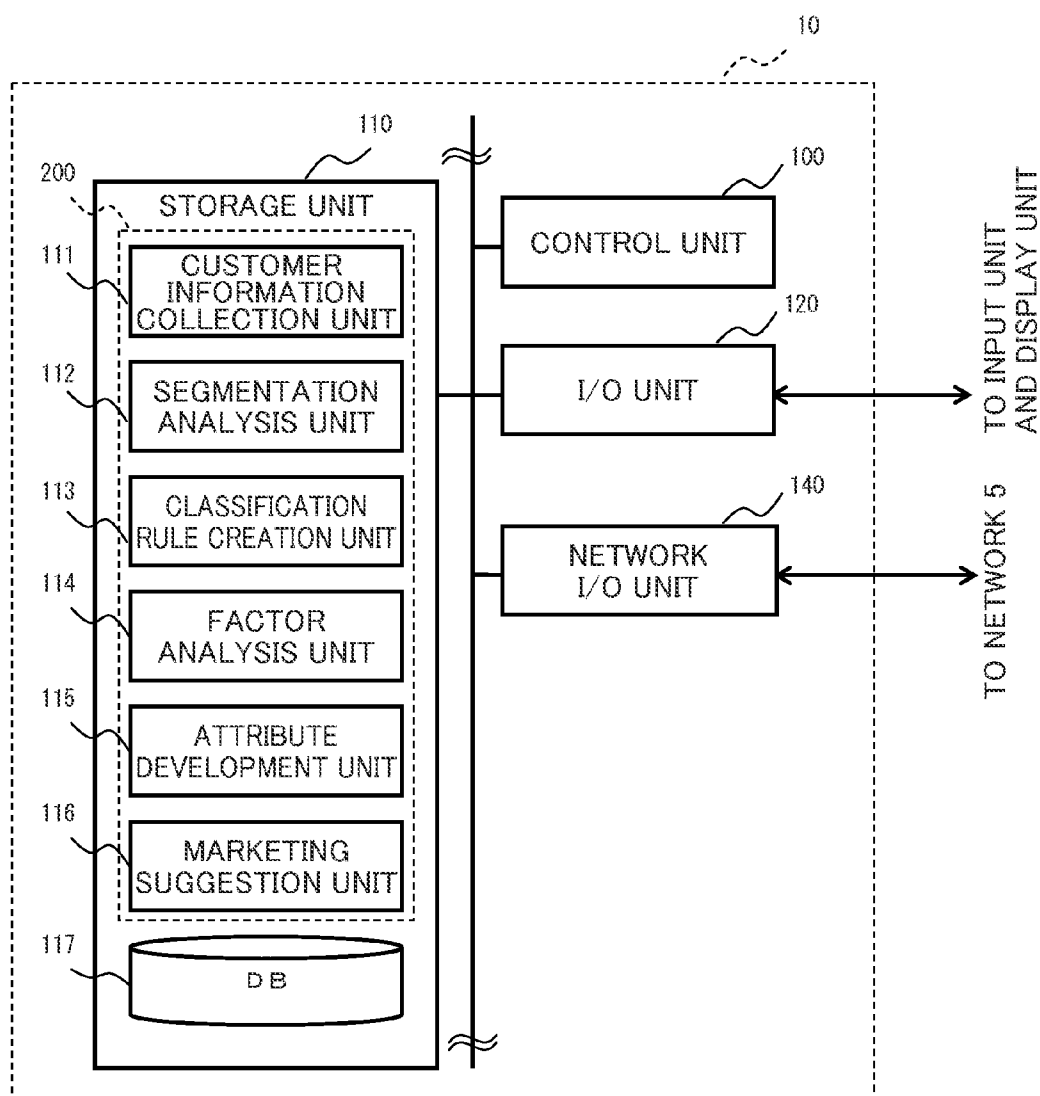 10
110
100
200
STORAGE UNIT
CONTROL UNIT
111
CUSTOMER
INFORMATION
COLLECTION UNIT
120
112
SEGMENTATION
ANALYSIS UNIT
I/O UNIT
TO INPUT UNIT
AND DISPLAY UNIT
113
CLASSIFICATION
RULE CREATION UNIT
140
NETWORK
I/O UNIT
TO NETWORK 5
114
FACTOR
ANALYSIS UNIT
115
ATTRIBUTE
DEVELOPMENT UNIT
116
MARKETING
SUGGESTION UNIT
117
DB